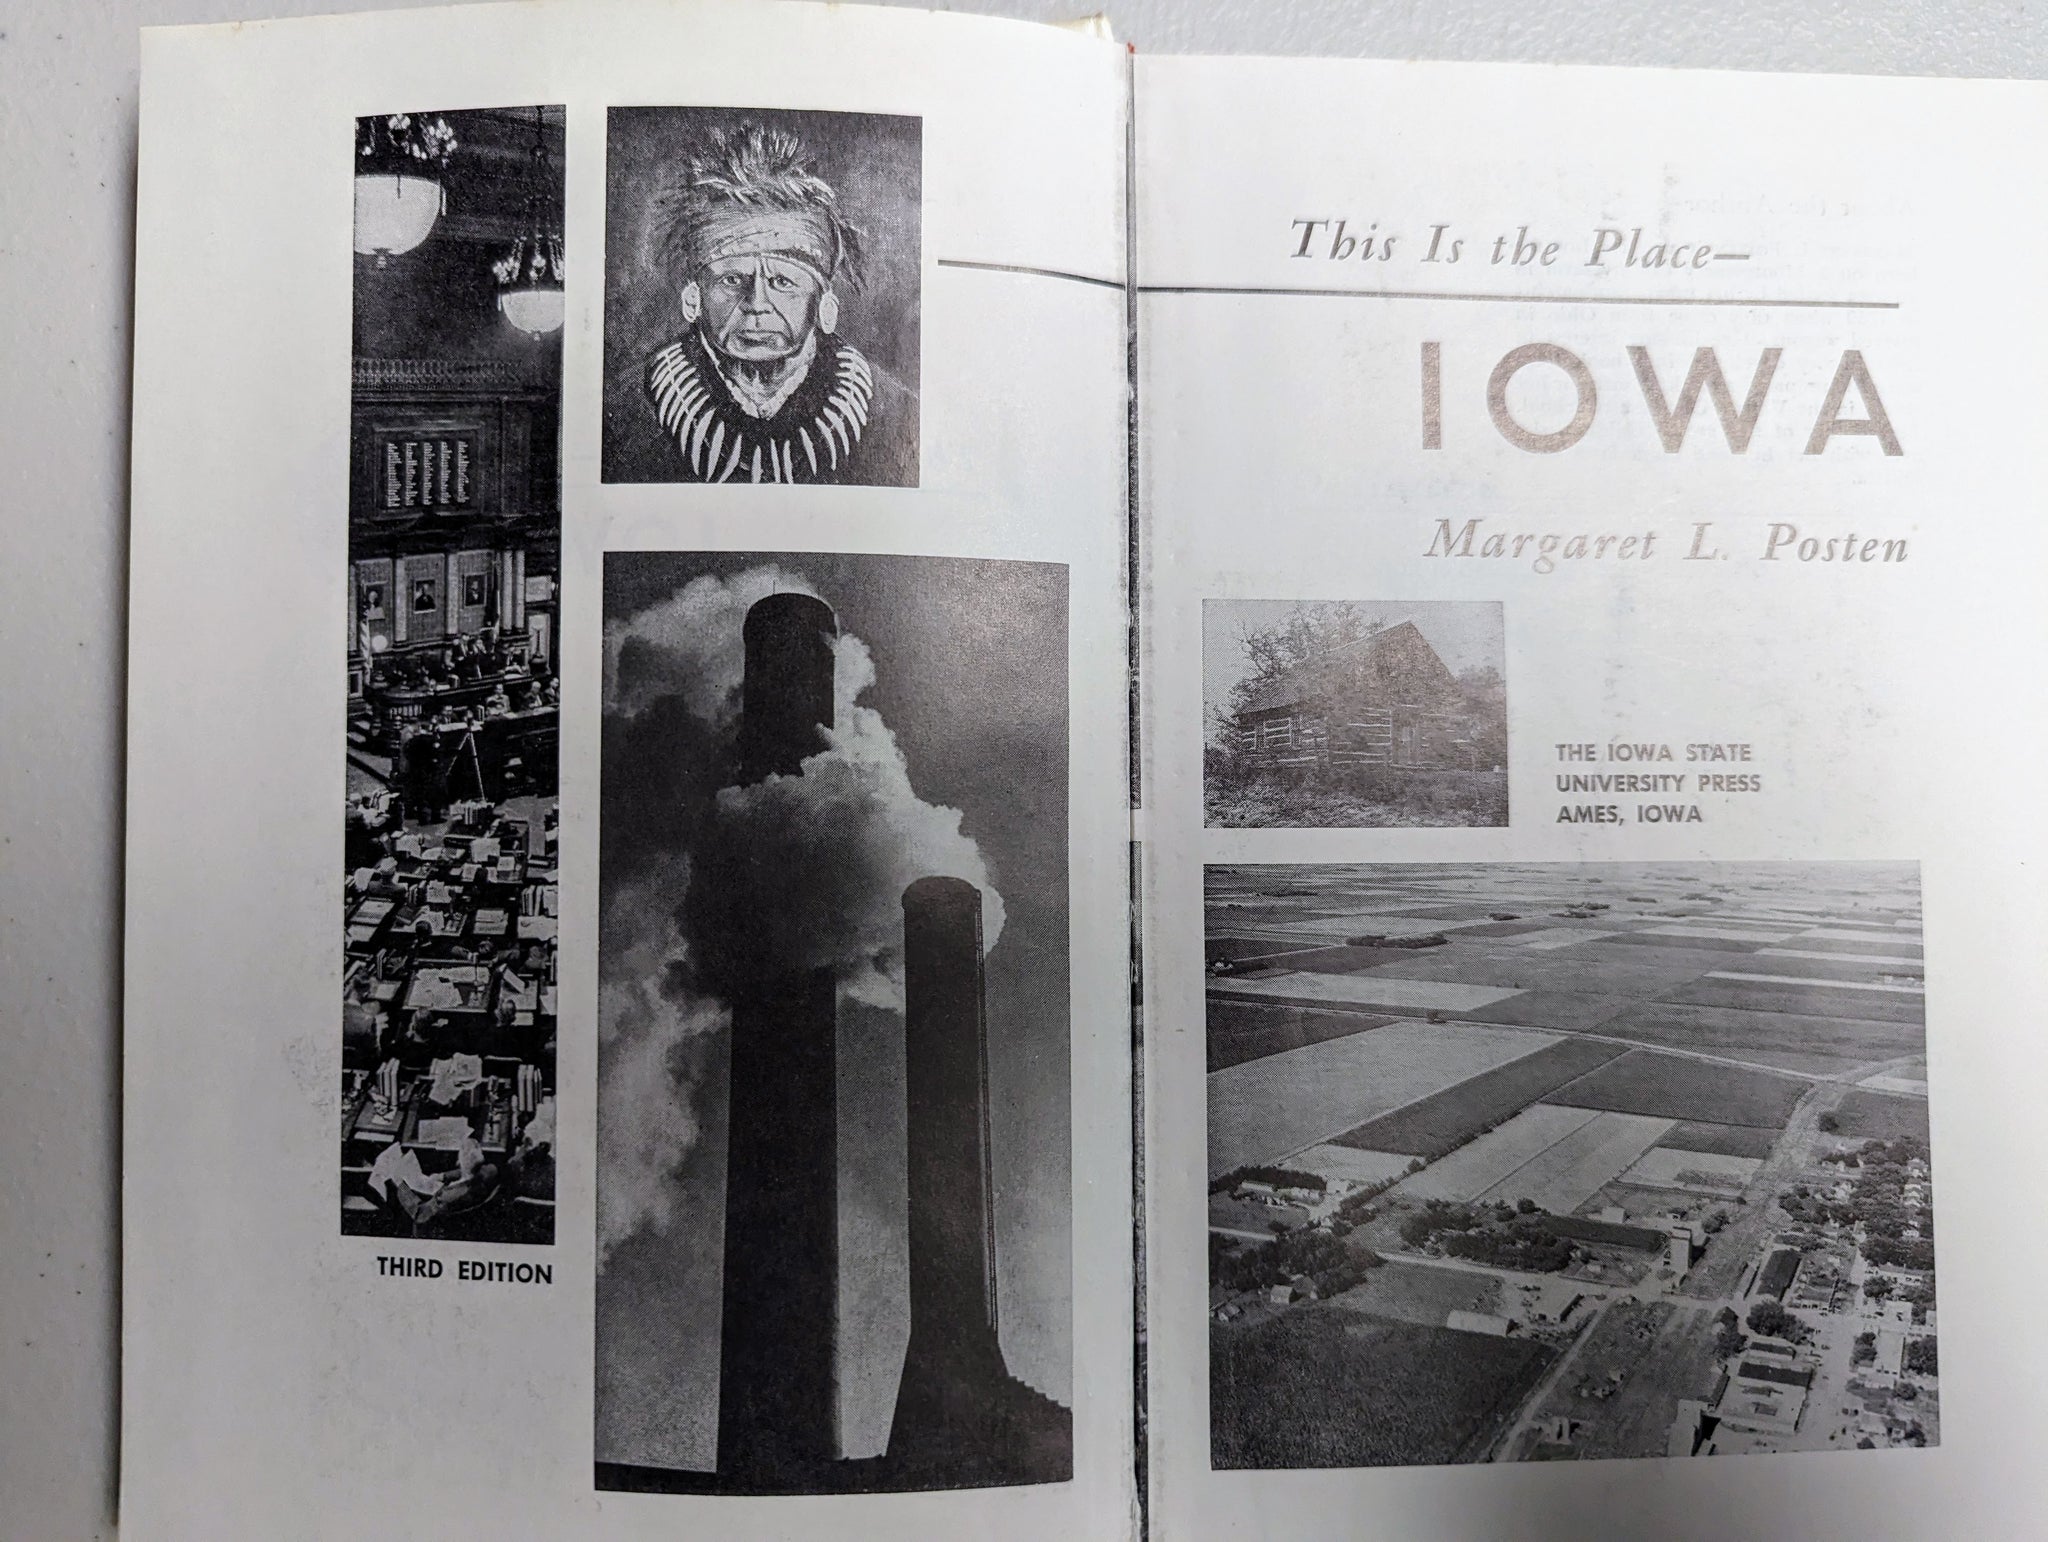 THIRD EDITION
This Is the Place—
IOWA
Margaret L. Posten
THE IOWA STATE
UNIVERSITY PRESS
AMES, IOWA